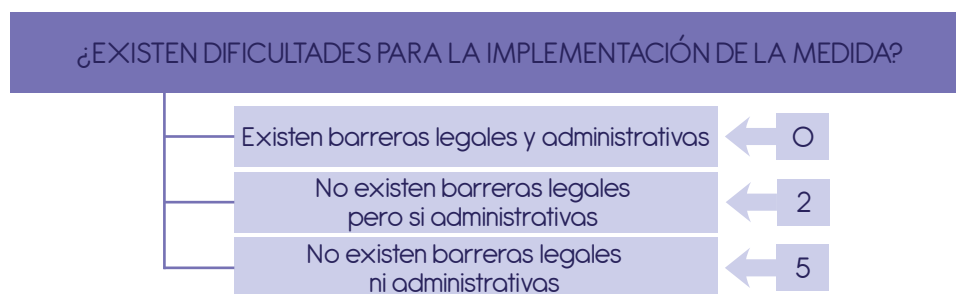 ¿EXISTEN DIFICULTADES PARA LA IMPLEMENTACIÓN DE LA MEDIDA?
Existen barreras legales y administrativas
0
No existen barreras legales
pero si administrativas
2
No existen barreras legales
ni administrativas
5